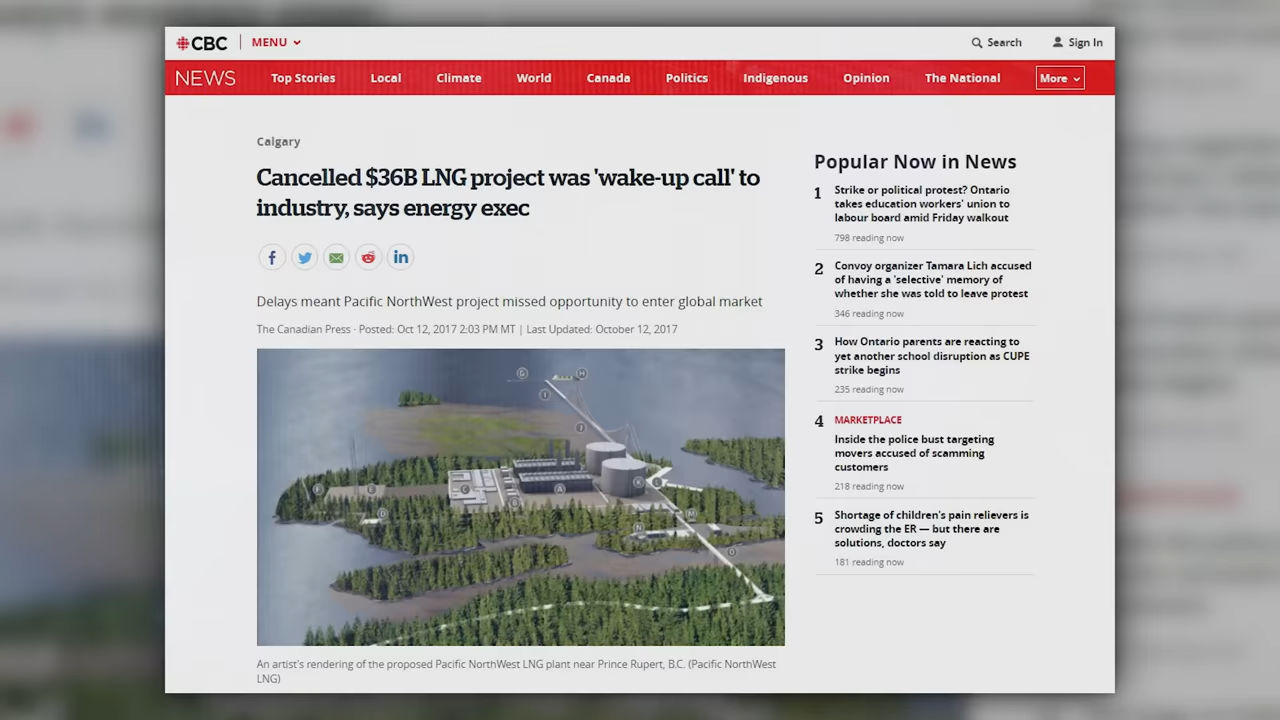 CBC
MENU
Search
Sign In
NEWS
Top Stories
Local
Climate
World
Canada
Politics
Indigenous
Opinion
The National
More
Calgary
Cancelled $36B LNG project was 'wake-up call' to
industry, says energy exec
Delays meant Pacific NorthWest project missed opportunity to enter global market
The Canadian Press · Posted: Oct 12, 2017 2:03 PM MT | Last Updated: October 12, 2017
G
H
I
J
K
L
F
E
C
B
A
D
N
M
O
An artist's rendering of the proposed Pacific NorthWest LNG plant near Prince Rupert, B.C. (Pacific NorthWest
LNG)
Popular Now in News
1
Strike or political protest? Ontario
takes education workers' union to
labour board amid Friday walkout
798 reading now
2
Convoy organizer Tamara Lich accused
of having a 'selective' memory of
whether she was told to leave protest
346 reading now
3
How Ontario parents are reacting to
yet another school disruption as CUPE
strike begins
235 reading now
4
MARKETPLACE
Inside the police bust targeting
movers accused of scamming
customers
218 reading now
5
Shortage of children's pain relievers is
crowding the ER — but there are
solutions, doctors say
181 reading now